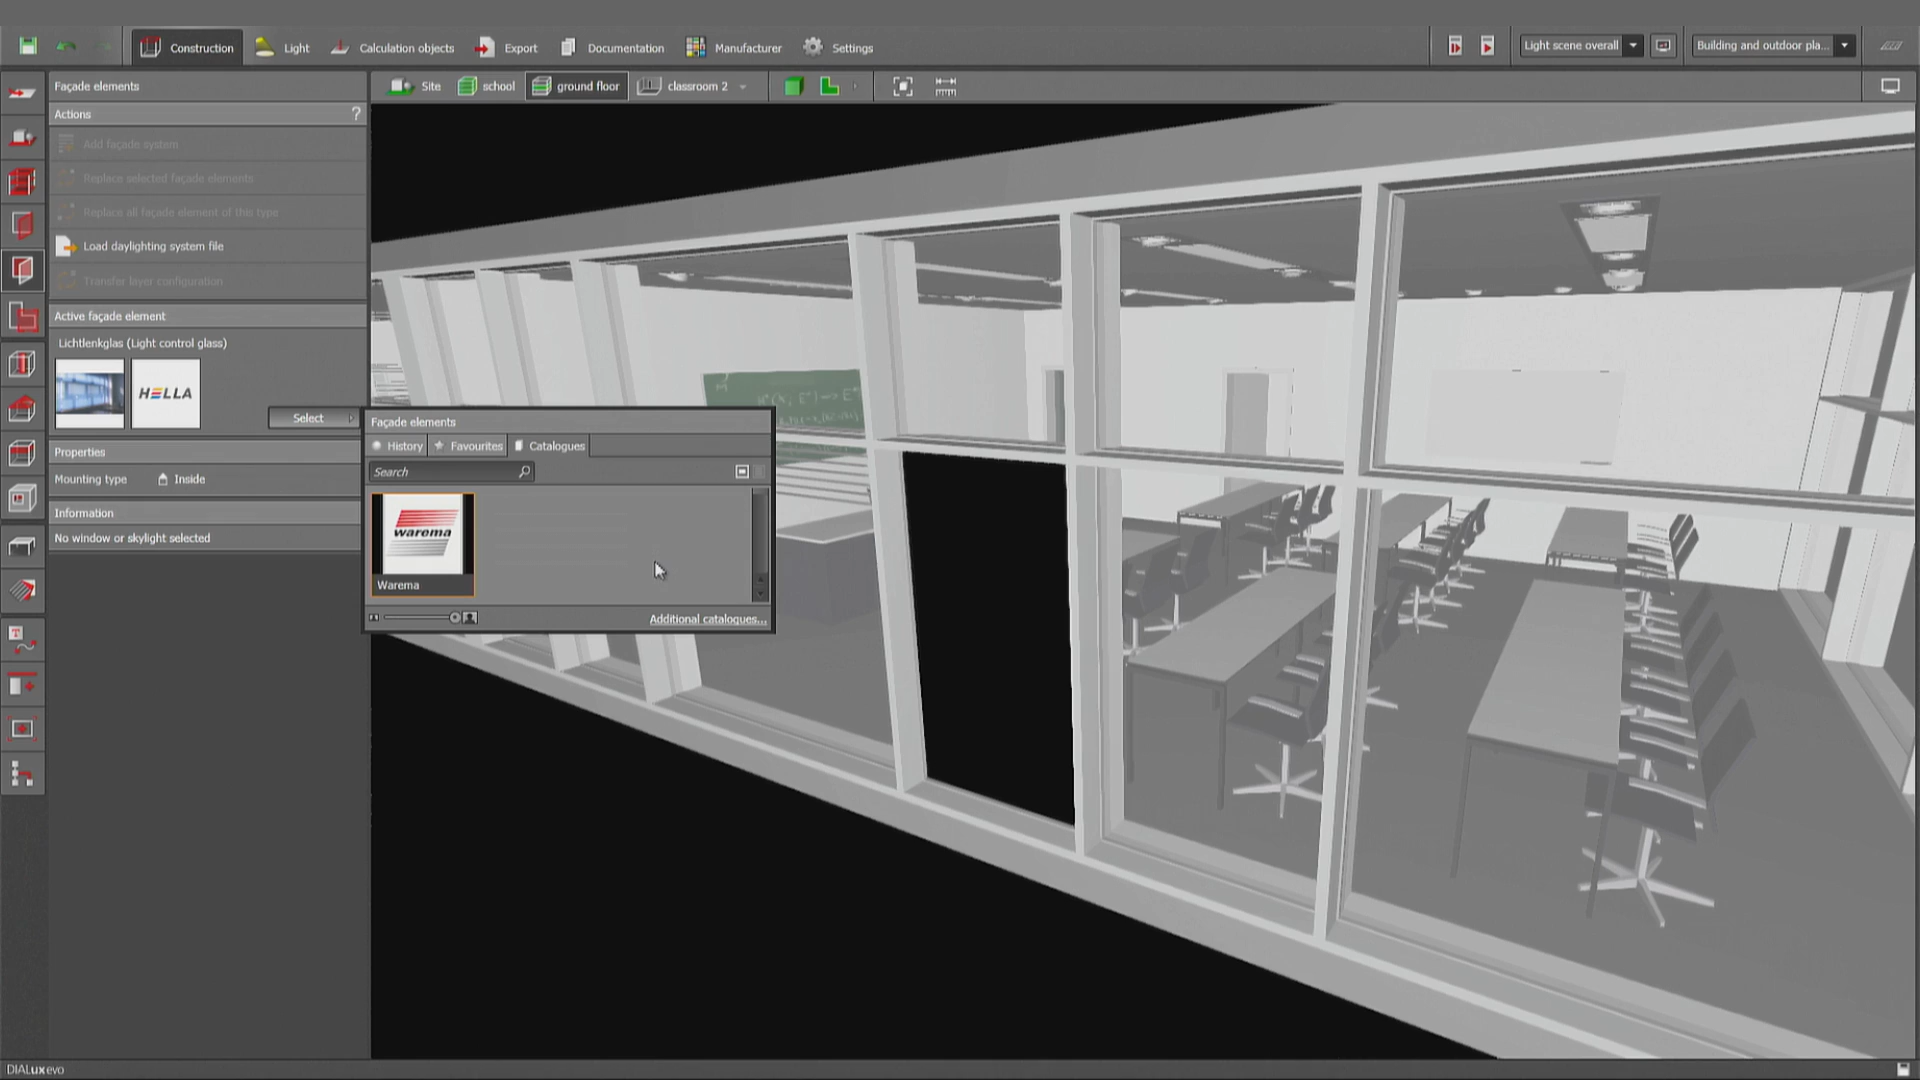 Construction
Light
Calculation objects
Export
Documentation
Manufacturer
Settings
Light scene overall
Building and outdoor pla...
Façade elements
Site
school
ground floor
classroom 2
Actions
?
Add façade system
Replace selected façade elements
Replace all façade element of this type
Load daylighting system file
Transfer layer configuration
Active façade element
Lichtlenkglas (Light control glass)
HELLA
Select
Façade elements
History
Favourites
Catalogues
Search
warema
Warema
Additional catalogues...
Properties
Mounting type
Inside
Information
No window or skylight selected
DIALux evo